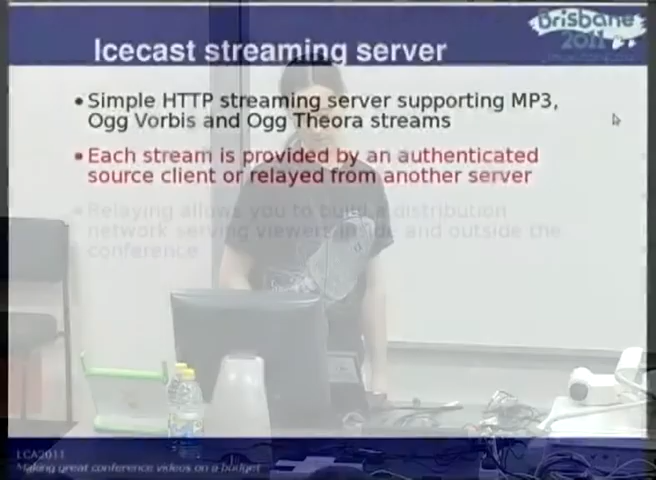 Brisbane
2011
Icecast streaming server
•Simple HTTP streaming server supporting MP3,
Ogg Vorbis and Ogg Theora streams
•Each stream is provided by an authenticated
source client or relayed from another server
•Relaying allows you to build a distribution
network serving viewers inside and outside the
conference
LCA2011
Making great conference videos on a budget